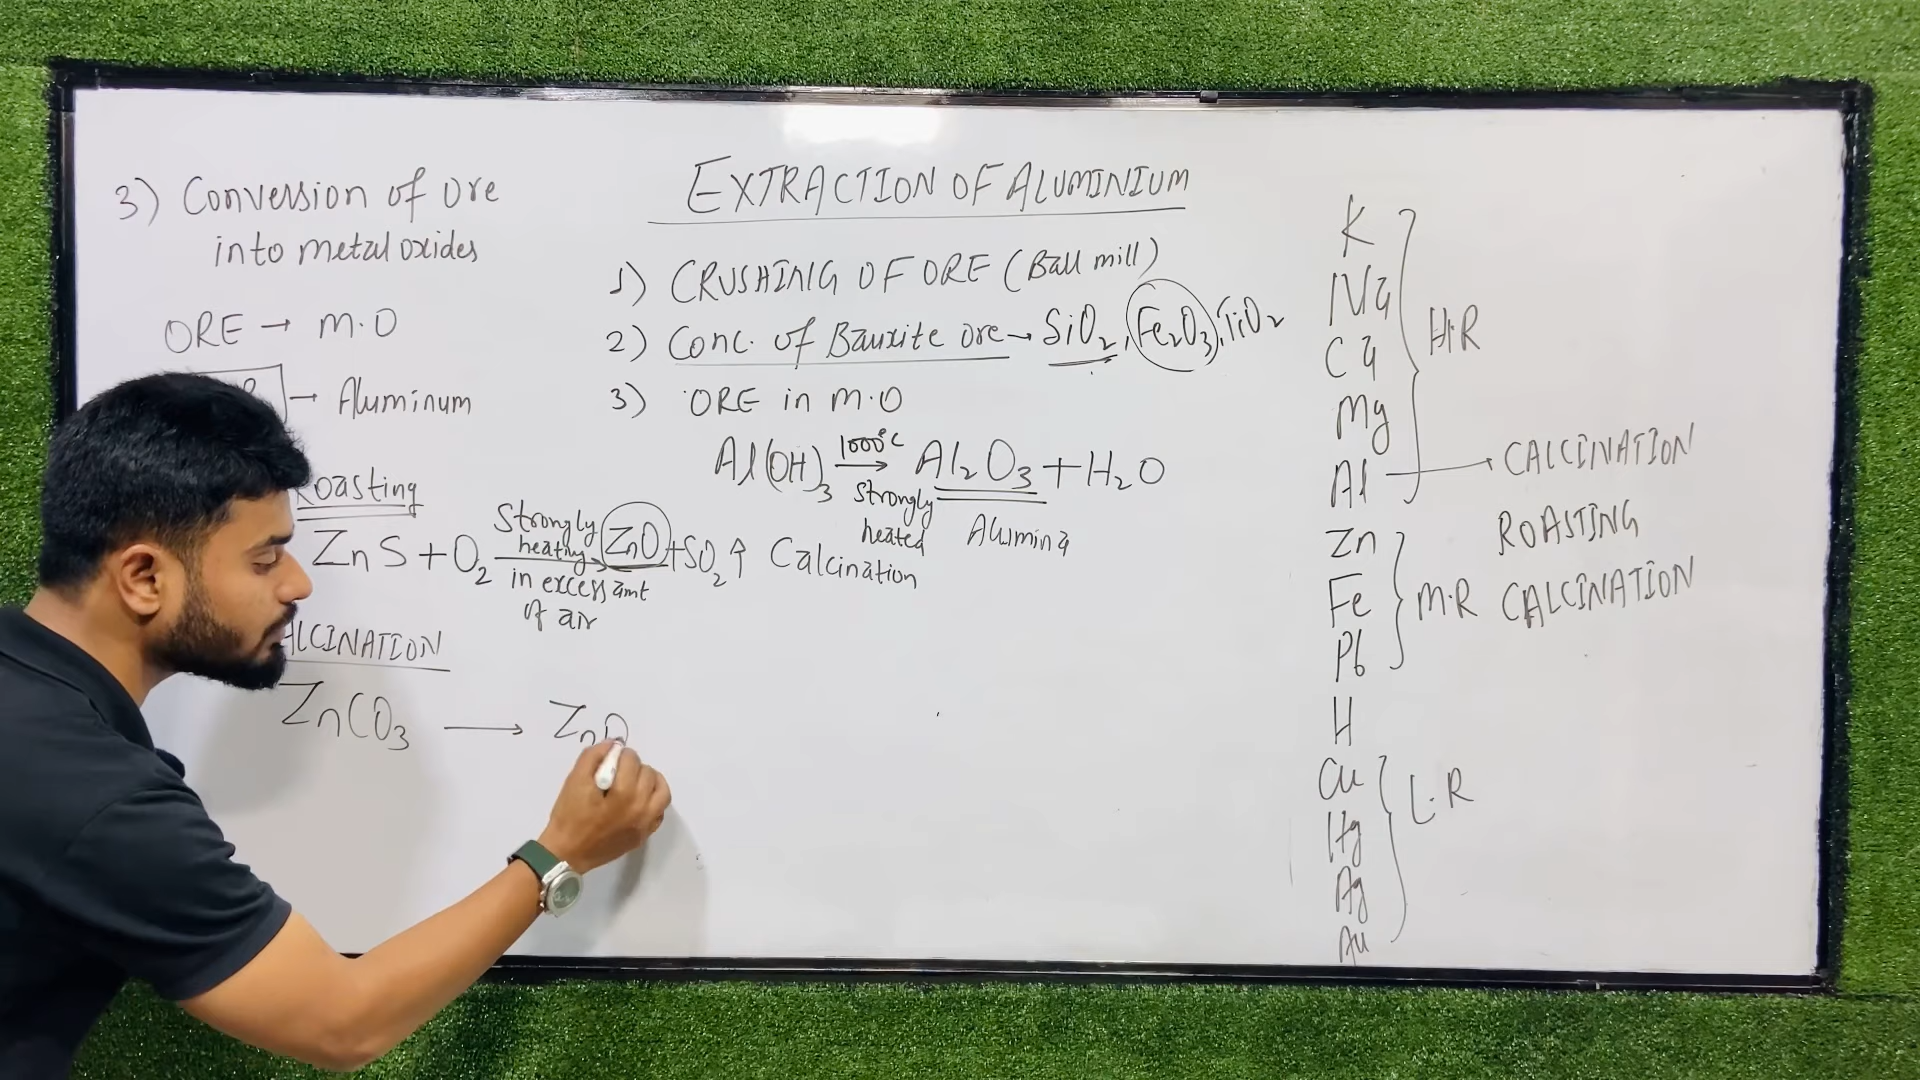 3) Conversion of ore
into metal oxides
ORE → M.O
→ Aluminum
Roasting
ZnS + O2 Strongly heating in excess amt of air → ZnO + SO2 ↑
ALCINATION
ZnCO3 → ZnO
EXTRACTION OF ALUMINIUM
1) CRUSHING OF ORE (Ball mill)
2) Conc. of Bauxite ore → SiO2, Fe2O3, TiO2
3) ORE in M.O
Al(OH)3 1000°C → strongly heated Al2O3 + H2O
Alumina
Calcination
K
Na
Ca
Mg
H.R
Al → CALCINATION
ROASTING
Zn
Fe
M.R CALCINATION
Pb
H
Cu
L.R
Hg
Ag
Au